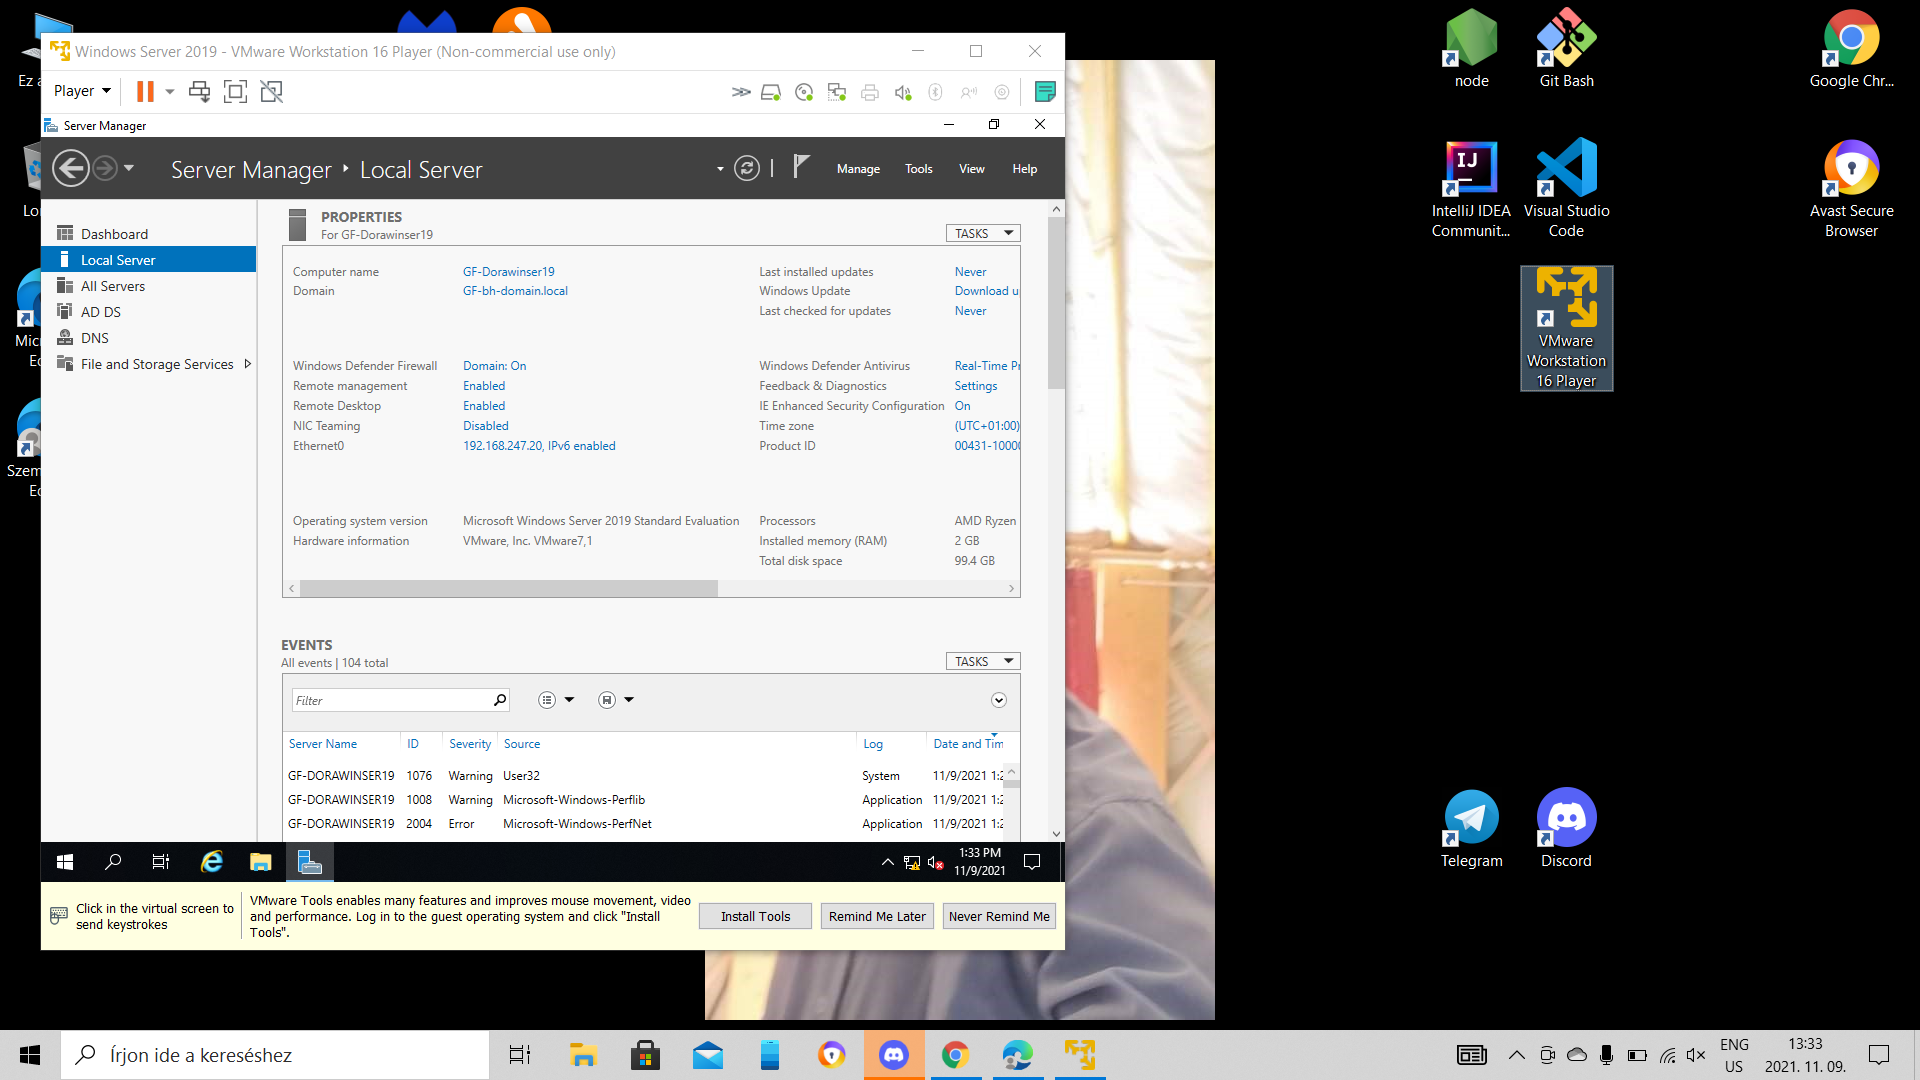 Windows Server 2019 - VMware Workstation 16 Player (Non-commercial use only)
Player
Server Manager
Server Manager
Local Server
Manage
Tools
View
Help
Dashboard
Local Server
All Servers
AD DS
DNS
File and Storage Services
PROPERTIES
For GF-Dorawinser19
TASKS
Computer name GF-Dorawinser19
Domain GF-bh-domain.local
Last installed updates Never
Windows Update Download u
Last checked for updates Never
Windows Defender Firewall Domain: On
Remote management Enabled
Remote Desktop Enabled
NIC Teaming Disabled
Ethernet0 192.168.247.20, IPv6 enabled
Windows Defender Antivirus Real-Time Pr
Feedback & Diagnostics Settings
IE Enhanced Security Configuration On
Time zone (UTC+01:00)
Product ID 00431-10000
Operating system version Microsoft Windows Server 2019 Standard Evaluation
Hardware information VMware, Inc. VMware7,1
Processors AMD Ryzen
Installed memory (RAM) 2 GB
Total disk space 99.4 GB
EVENTS
All events | 104 total
TASKS
Filter
Server Name ID Severity Source Log Date and Tim
GF-DORAWINSER19 1076 Warning User32 System 11/9/2021 1:2
GF-DORAWINSER19 1008 Warning Microsoft-Windows-Perflib Application 11/9/2021 1:2
GF-DORAWINSER19 2004 Error Microsoft-Windows-PerfNet Application 11/9/2021 1:2
1:33 PM
11/9/2021
Click in the virtual screen to
send keystrokes
VMware Tools enables many features and improves mouse movement, video
and performance. Log in to the guest operating system and click "Install
Tools".
Install Tools
Remind Me Later
Never Remind Me
Ez a
Lo
Mic
Ec
Szem
Ec
node
Git Bash
Google Chr...
IJ
IntelliJ IDEA
Communit...
Visual Studio
Code
Avast Secure
Browser
VMware
Workstation
16 Player
Telegram
Discord
Írjon ide a kereséshez
ENG
US
13:33
2021. 11. 09.